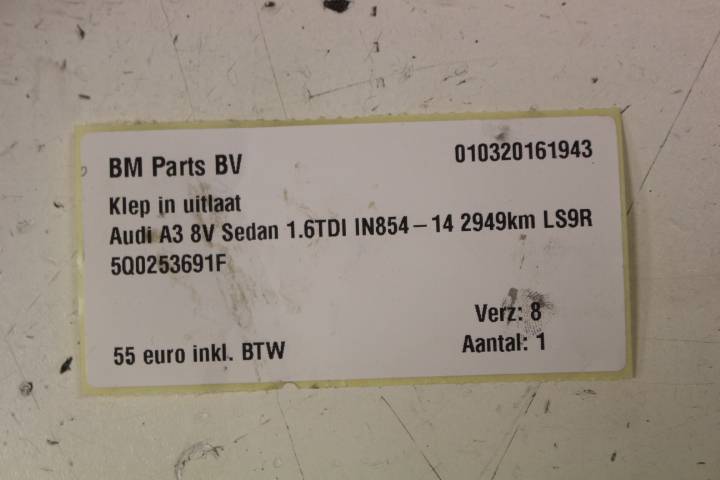 BM Parts BV 010320161943
Klep in uitlaat
Audi A3 8V Sedan 1.6TDI IN854-14 2949km LS9R
5Q0253691F
Verz: 8
55 euro inkl. BTW Aantal: 1